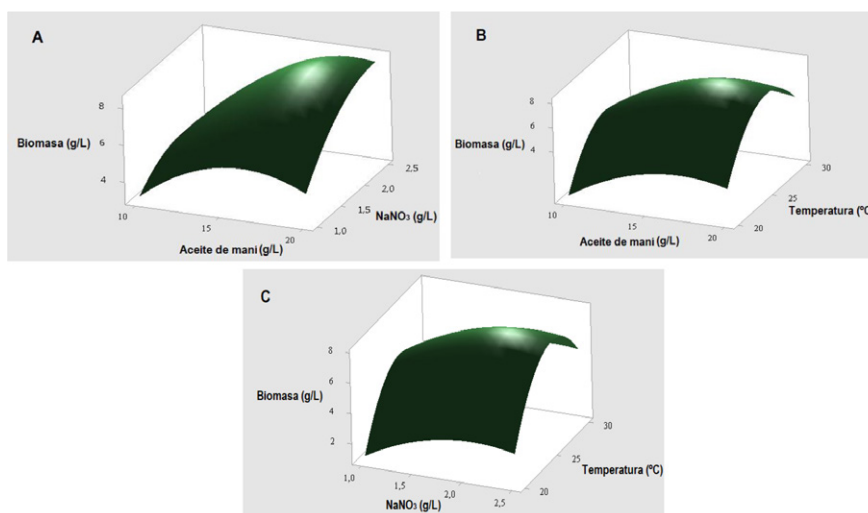 A
8
Biomasa (g/L)
6
4
10
15
20
Aceite de mani (g/L)
1,0
1,5
2,0
2,5
NaNO₃ (g/L)
B
8
6
Biomasa (g/L)
4
10
15
20
Aceite de mani (g/L)
20
25
30
Temperatura (ºC
C
8
6
Biomasa (g/L)
4
2
1,0
1,5
2,0
2,5
NaNO₃ (g/L)
20
25
30
Temperatura (ºC)